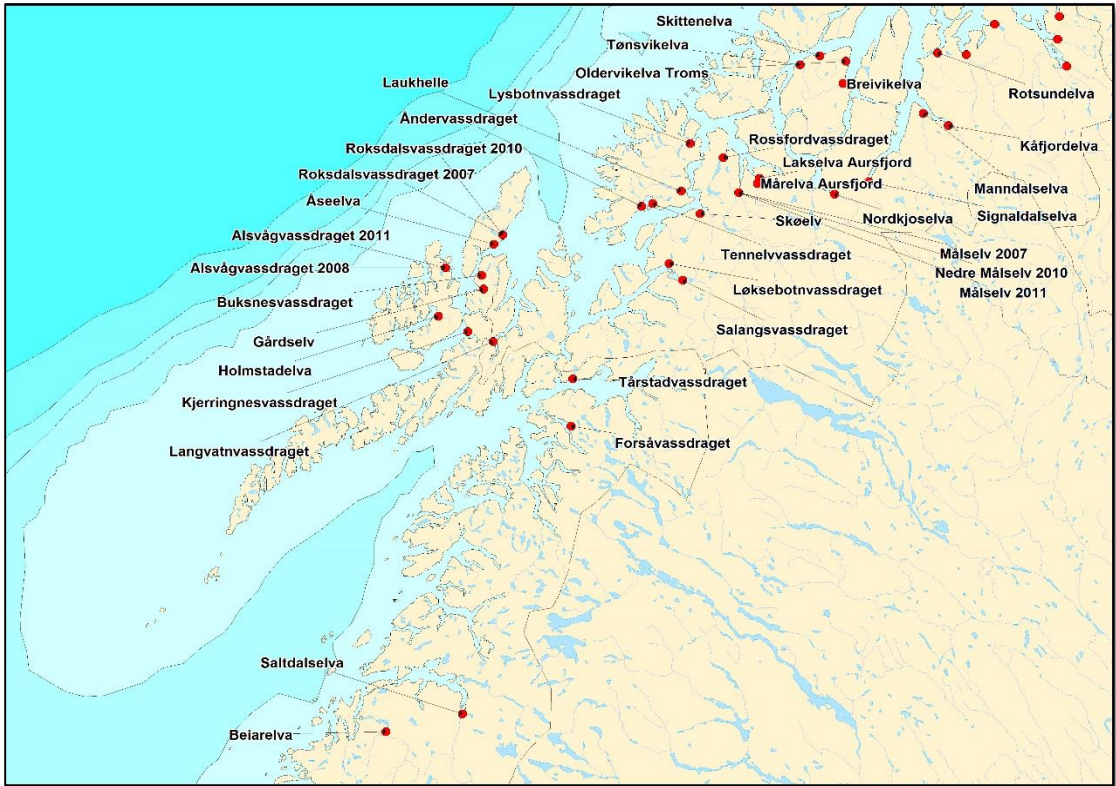 Skittenelva
Tønsvikelva
Oldervikelva Troms
Laukhelle
Breivikelva
Lysbotnvassdraget
Rotsundelva
Åndervassdraget
Rossfordvassdraget
Kåfjordelva
Roksdalsvassdraget 2010
Lakselva Aursfjord
Roksdalsvassdraget 2007
Mårelva Aursfjord
Manndalselva
Åseelva
Nordkjoselva
Signaldalselva
Alsvågvassdraget 2011
Skøelv
Målselv 2007
Tennelvvassdraget
Alsvågvassdraget 2008
Nedre Målselv 2010
Løksebotnvassdraget
Målselv 2011
Buksnesvassdraget
Salangsvassdraget
Gårdselv
Holmstadelva
Tårstadvassdraget
Kjerringnesvassdraget
Forsåvassdraget
Langvatnvassdraget
Saltdalselva
Beiarelva